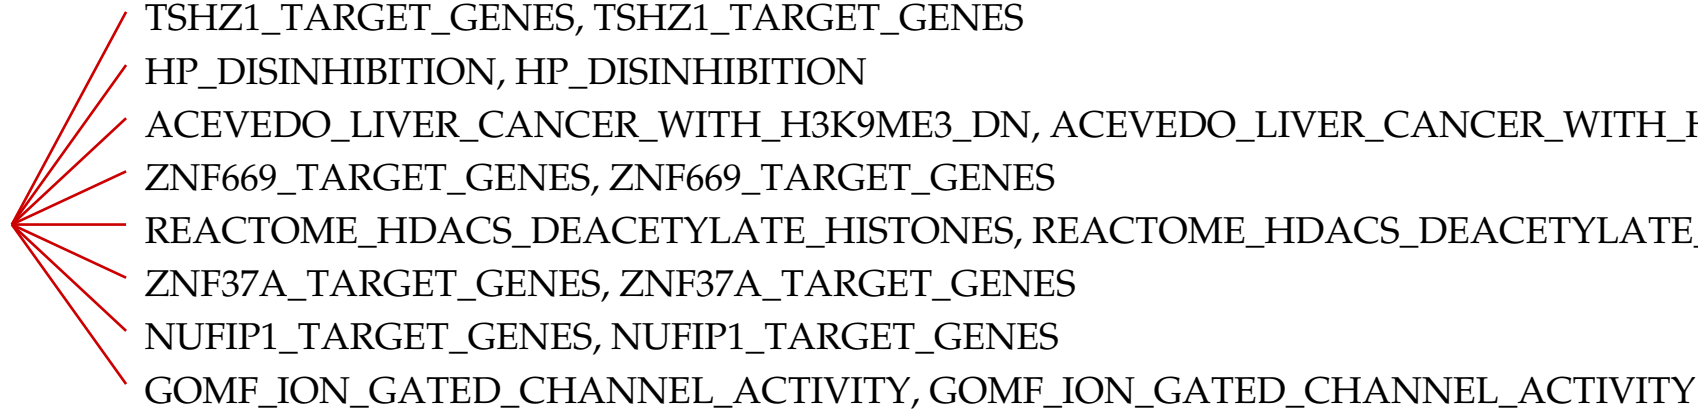 TSHZ1_TARGET_GENES, TSHZ1_TARGET_GENES
HP_DISINHIBITION, HP_DISINHIBITION
ACEVEDO_LIVER_CANCER_WITH_H3K9ME3_DN, ACEVEDO_LIVER_CANCER_WITH_
ZNF669_TARGET_GENES, ZNF669_TARGET_GENES
REACTOME_HDACS_DEACETYLATE_HISTONES, REACTOME_HDACS_DEACETYLATE_
ZNF37A_TARGET_GENES, ZNF37A_TARGET_GENES
NUFIP1_TARGET_GENES, NUFIP1_TARGET_GENES
GOMF_ION_GATED_CHANNEL_ACTIVITY, GOMF_ION_GATED_CHANNEL_ACTIVITY